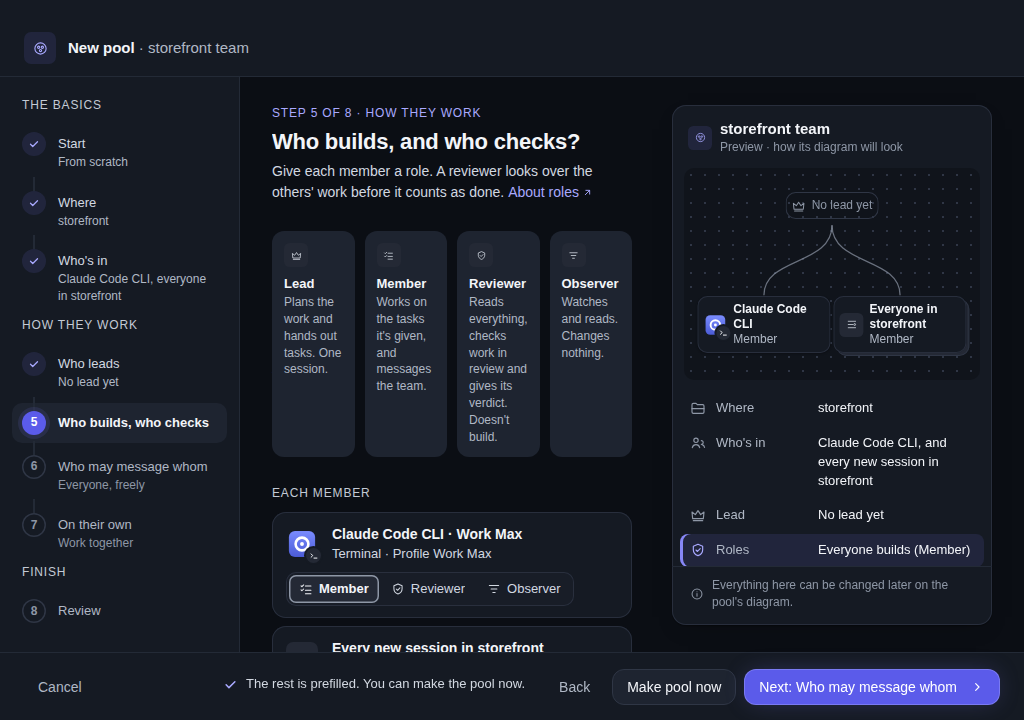 New pool · storefront team
THE BASICS
Start
From scratch
Where
storefront
Who's in
Claude Code CLI, everyone
in storefront
HOW THEY WORK
Who leads
No lead yet
5
Who builds, who checks
6
Who may message whom
Everyone, freely
7
On their own
Work together
FINISH
8
Review
STEP 5 OF 8 · HOW THEY WORK
Who builds, and who checks?
Give each member a role. A reviewer looks over the
others' work before it counts as done. About roles
Lead
Plans the
work and
hands out
tasks. One
session.
Member
Works on
the tasks
it's given,
and
messages
the team.
Reviewer
Reads
everything,
checks
work in
review and
gives its
verdict.
Doesn't
build.
Observer
Watches
and reads.
Changes
nothing.
EACH MEMBER
Claude Code CLI · Work Max
Terminal · Profile Work Max
Member
Reviewer
Observer
Every new session in storefront
storefront team
Preview · how its diagram will look
No lead yet
Claude Code
CLI
Member
Everyone in
storefront
Member
Where
storefront
Who's in
Claude Code CLI, and
every new session in
storefront
Lead
No lead yet
Roles
Everyone builds (Member)
Everything here can be changed later on the
pool's diagram.
Cancel
The rest is prefilled. You can make the pool now.
Back
Make pool now
Next: Who may message whom